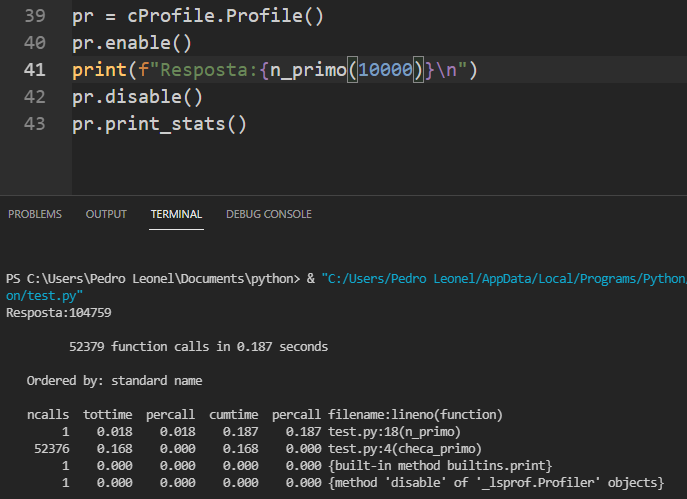 39 pr = cProfile.Profile()
40 pr.enable()
41 print(f"Resposta:{n_primo(10000)}\n")
42 pr.disable()
43 pr.print_stats()
PROBLEMS OUTPUT TERMINAL DEBUG CONSOLE
PS C:\Users\Pedro Leonel\Documents\python> & "C:/Users/Pedro Leonel/AppData/Local/Programs/Python/
on/test.py"
Resposta:104759
52379 function calls in 0.187 seconds
Ordered by: standard name
ncalls tottime percall cumtime percall filename:lineno(function)
1 0.018 0.018 0.187 0.187 test.py:18(n_primo)
52376 0.168 0.000 0.168 0.000 test.py:4(checa_primo)
1 0.000 0.000 0.000 0.000 {built-in method builtins.print}
1 0.000 0.000 0.000 0.000 {method 'disable' of '_lsprof.Profiler' objects}